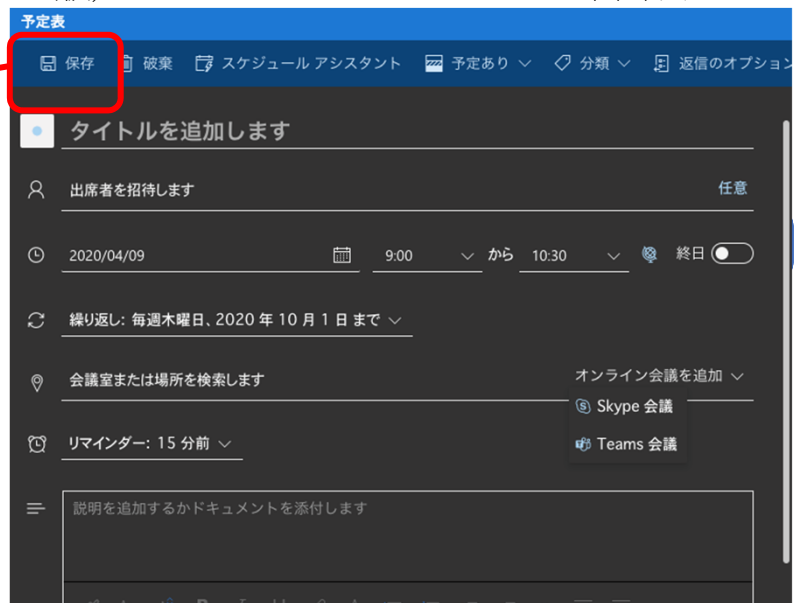 予定表
保存 破棄 スケジュール アシスタント 予定あり 分類 返信のオプション
タイトルを追加します
出席者を招待します 任意
2020/04/09 9:00 から 10:30 終日
繰り返し: 毎週木曜日、2020 年 10 月 1 日 まで
会議室または場所を検索します オンライン会議を追加
Skype 会議
リマインダー: 15 分前 Teams 会議
説明を追加するかドキュメントを添付します